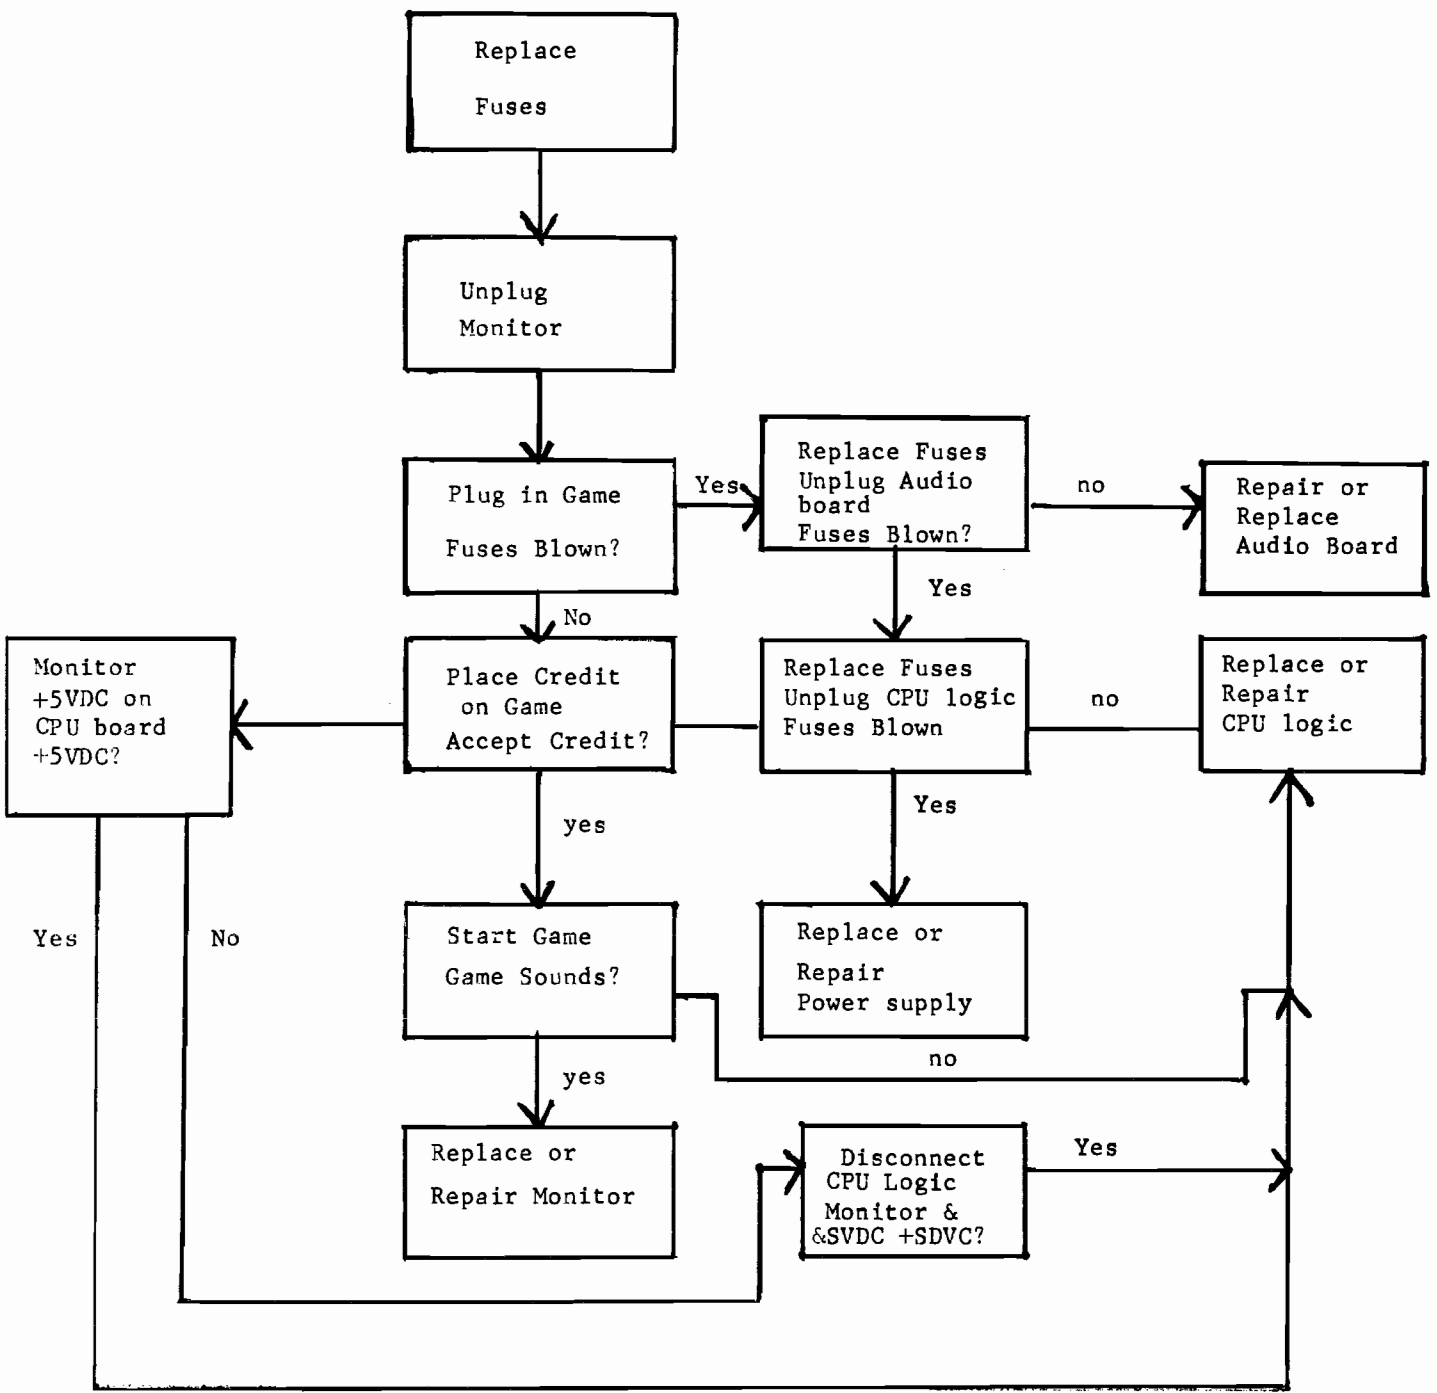 Replace
Fuses
Unplug
Monitor
Plug in Game
Fuses Blown?
Yes
Replace Fuses
Unplug Audio
board
Fuses Blown?
no
Repair or
Replace
Audio Board
No
Yes
Monitor
+5VDC on
CPU board
+5VDC?
Place Credit
on Game
Accept Credit?
Replace Fuses
Unplug CPU logic
Fuses Blown
no
Replace or
Repair
CPU logic
yes
Yes
Yes
No
Start Game
Game Sounds?
Replace or
Repair
Power supply
no
yes
Replace or
Repair Monitor
Disconnect
CPU Logic
Monitor &
&SVDC +SDVC?
Yes